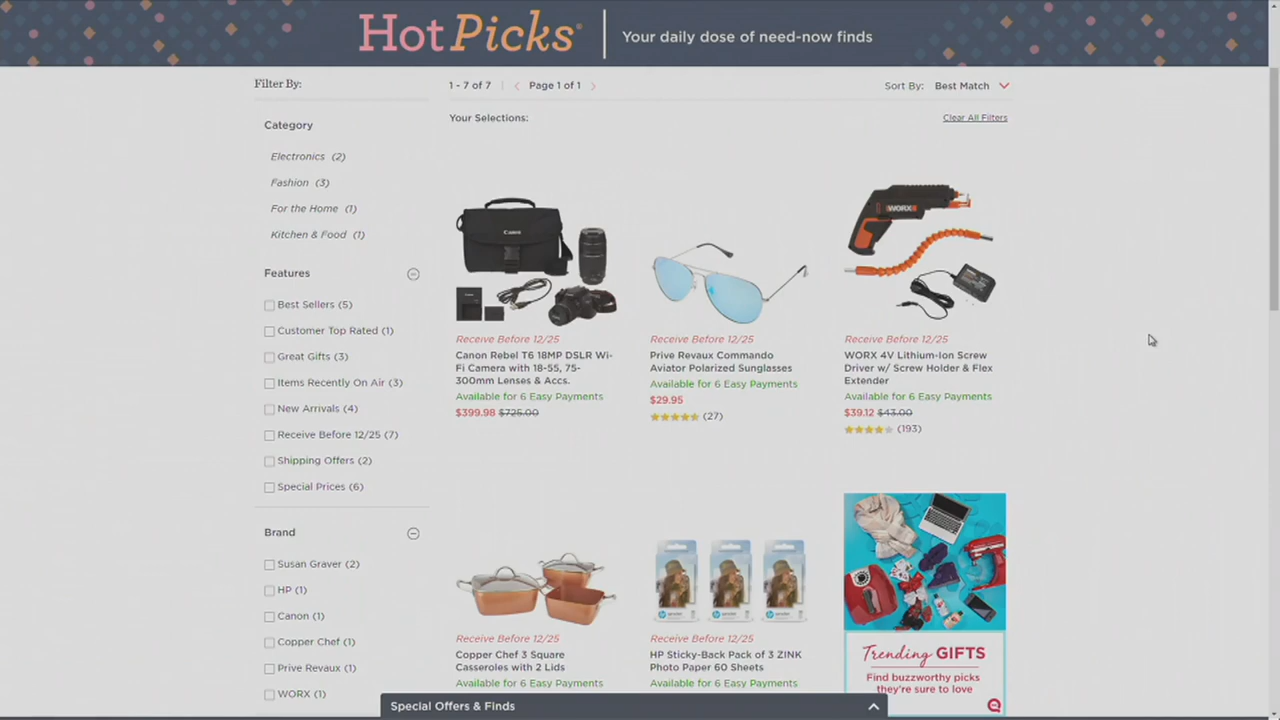 Hot Picks®
Your daily dose of need-now finds
Filter By:
1 - 7 of 7
Page 1 of 1
Sort By:
Best Match
Your Selections:
Clear All Filters
Category
Electronics (2)
Fashion (3)
For the Home (1)
Kitchen & Food (1)
Features
Best Sellers (5)
Customer Top Rated (1)
Great Gifts (3)
Items Recently On Air (3)
New Arrivals (4)
Receive Before 12/25 (7)
Shipping Offers (2)
Special Prices (6)
Brand
Susan Graver (2)
HP (1)
Canon (1)
Copper Chef (1)
Prive Revaux (1)
WORX (1)
Canon
Receive Before 12/25
Canon Rebel T6 18MP DSLR Wi-
Fi Camera with 18-55, 75-
300mm Lenses & Accs.
Available for 6 Easy Payments
$399.98 $725.00
Receive Before 12/25
Prive Revaux Commando
Aviator Polarized Sunglasses
Available for 6 Easy Payments
$29.95
(27)
WORX
Receive Before 12/25
WORX 4V Lithium-Ion Screw
Driver w/ Screw Holder & Flex
Extender
Available for 6 Easy Payments
$39.12 $43.00
(193)
Receive Before 12/25
Copper Chef 3 Square
Casseroles with 2 Lids
Available for 6 Easy Payments
Receive Before 12/25
HP Sticky-Back Pack of 3 ZINK
Photo Paper 60 Sheets
Available for 6 Easy Payments
Trending GIFTS
Find buzzworthy picks
they're sure to love
Special Offers & Finds